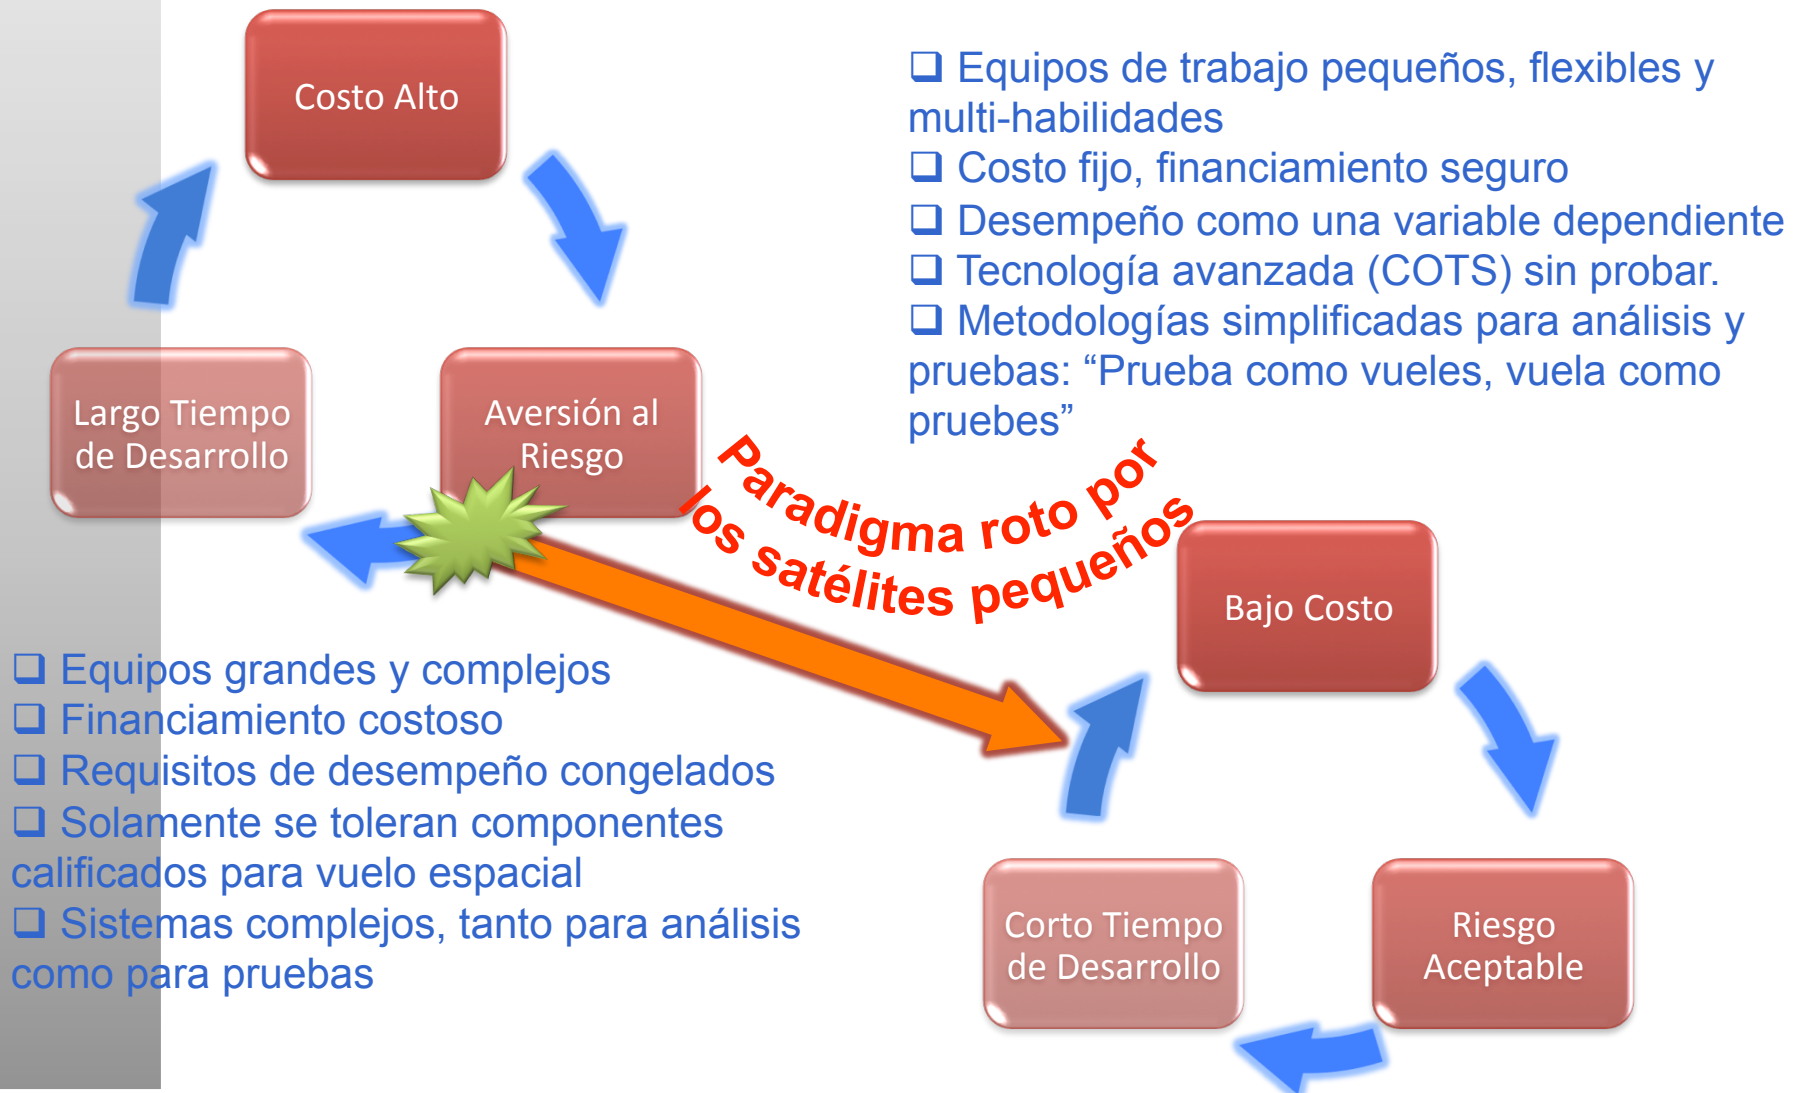 Costo Alto
Largo Tiempo
de Desarrollo
Aversión al
Riesgo
❑ Equipos de trabajo pequeños, flexibles y
multi-habilidades
❑ Costo fijo, financiamiento seguro
❑ Desempeño como una variable dependiente
❑ Tecnología avanzada (COTS) sin probar.
❑ Metodologías simplificadas para análisis y
pruebas: “Prueba como vueles, vuela como
pruebes”
Paradigma roto por
los satélites pequeños
❑ Equipos grandes y complejos
❑ Financiamiento costoso
❑ Requisitos de desempeño congelados
❑ Solamente se toleran componentes
calificados para vuelo espacial
❑ Sistemas complejos, tanto para análisis
como para pruebas
Bajo Costo
Corto Tiempo
de Desarrollo
Riesgo
Aceptable